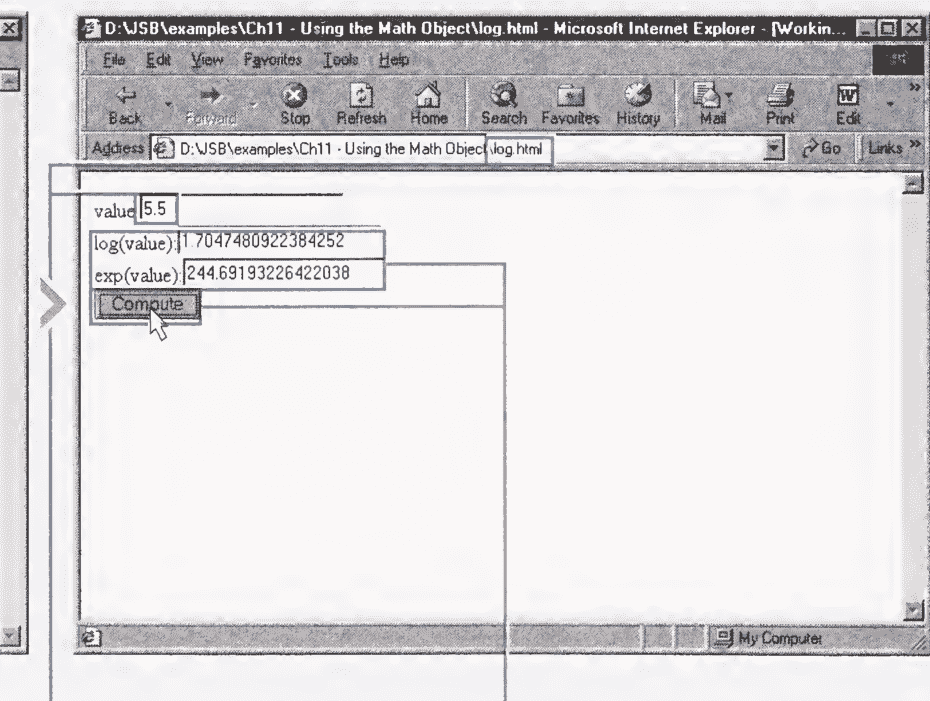 D:\JSB\examples\Ch11 - Using the Math Object\log.html - Microsoft Internet Explorer - [Workin...
File Edit View Favorites Tools Help
Back Forward Stop Refresh Home Search Favorites History Mail Print Edit »
Address D:\JSB\examples\Ch11 - Using the Math Object\log.html Go Links »
value 5.5
log(value): 1.7047480922384252
exp(value): 244.69193226422038
Compute
My Computer